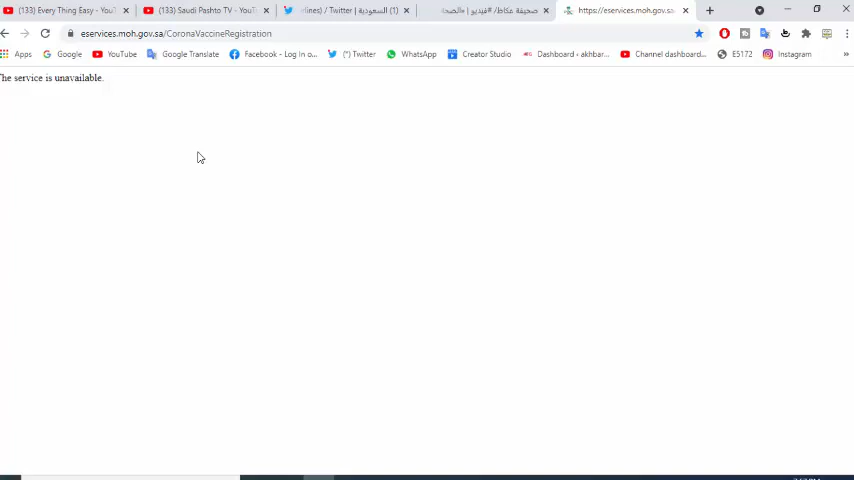 (133) Every Thing Easy - YouT
(133) Saudi Pashto TV - YouTu
(1) السعودية | Twitter / (rlines
صحيفة عكاظ/ #فيديو | «الصحة
https://eservices.moh.gov.sa
eservices.moh.gov.sa/CoronaVaccineRegistration
Apps Google YouTube Google Translate Facebook - Log In o... (*) Twitter WhatsApp Creator Studio Dashboard ‹ akhbar... Channel dashboard... E5172 Instagram »
The service is unavailable.